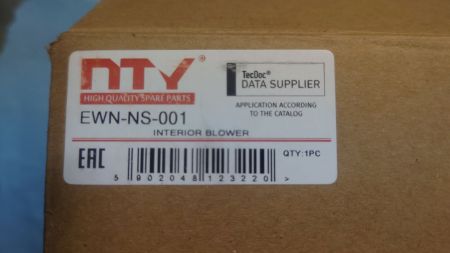 NTY®
HIGH QUALITY SPARE PARTS
TecDoc®
DATA SUPPLIER
APPLICATION ACCORDING
TO THE CATALOG
EWN-NS-001
INTERIOR BLOWER
EAC
QTY:1PC
5 902048 123220 >